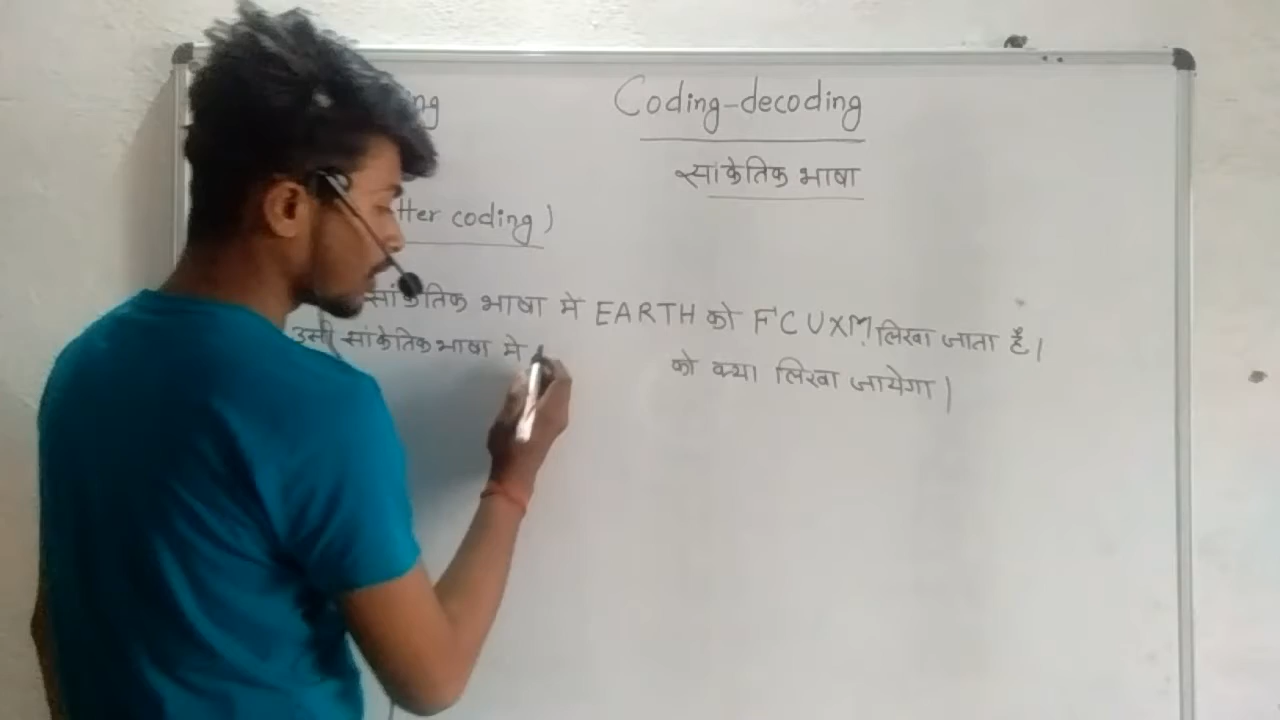 Coding-decoding
सांकेतिक भाषा
tter coding)
सांकेतिक भाषा में EARTH को FCUXM लिखा जाता है।
उसी सांकेतिक भाषा में को क्या लिखा जायेगा।